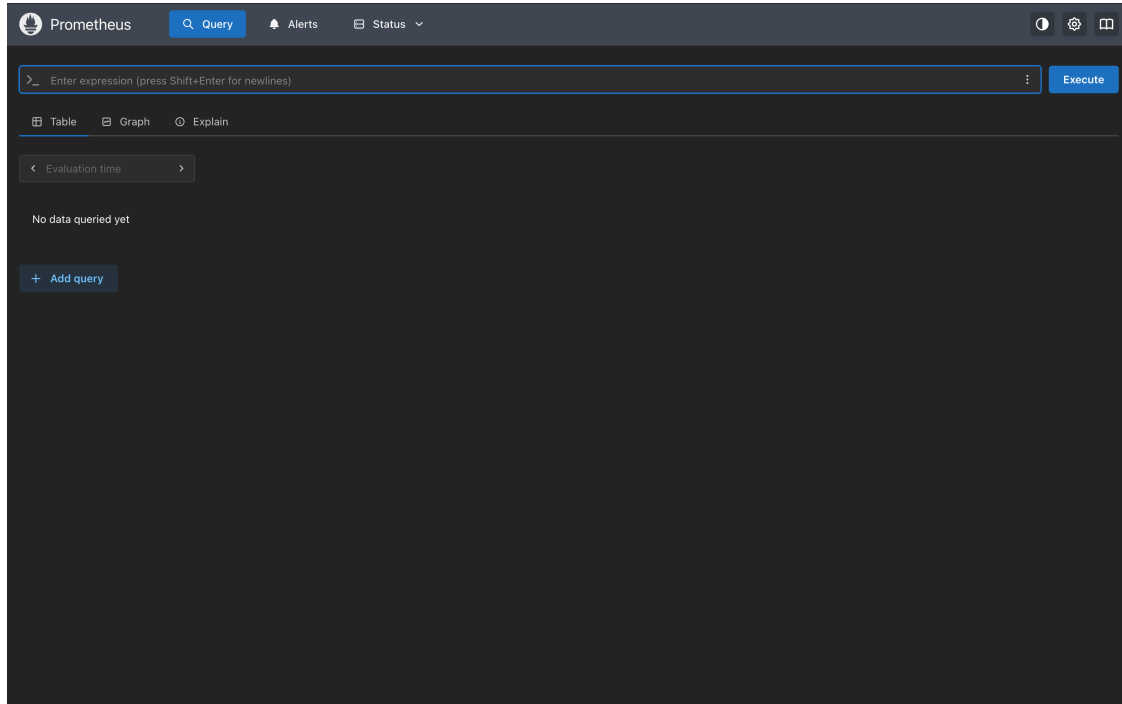 Prometheus Query Alerts Status
Enter expression (press Shift+Enter for newlines) Execute
Table Graph Explain
Evaluation time
No data queried yet
+ Add query